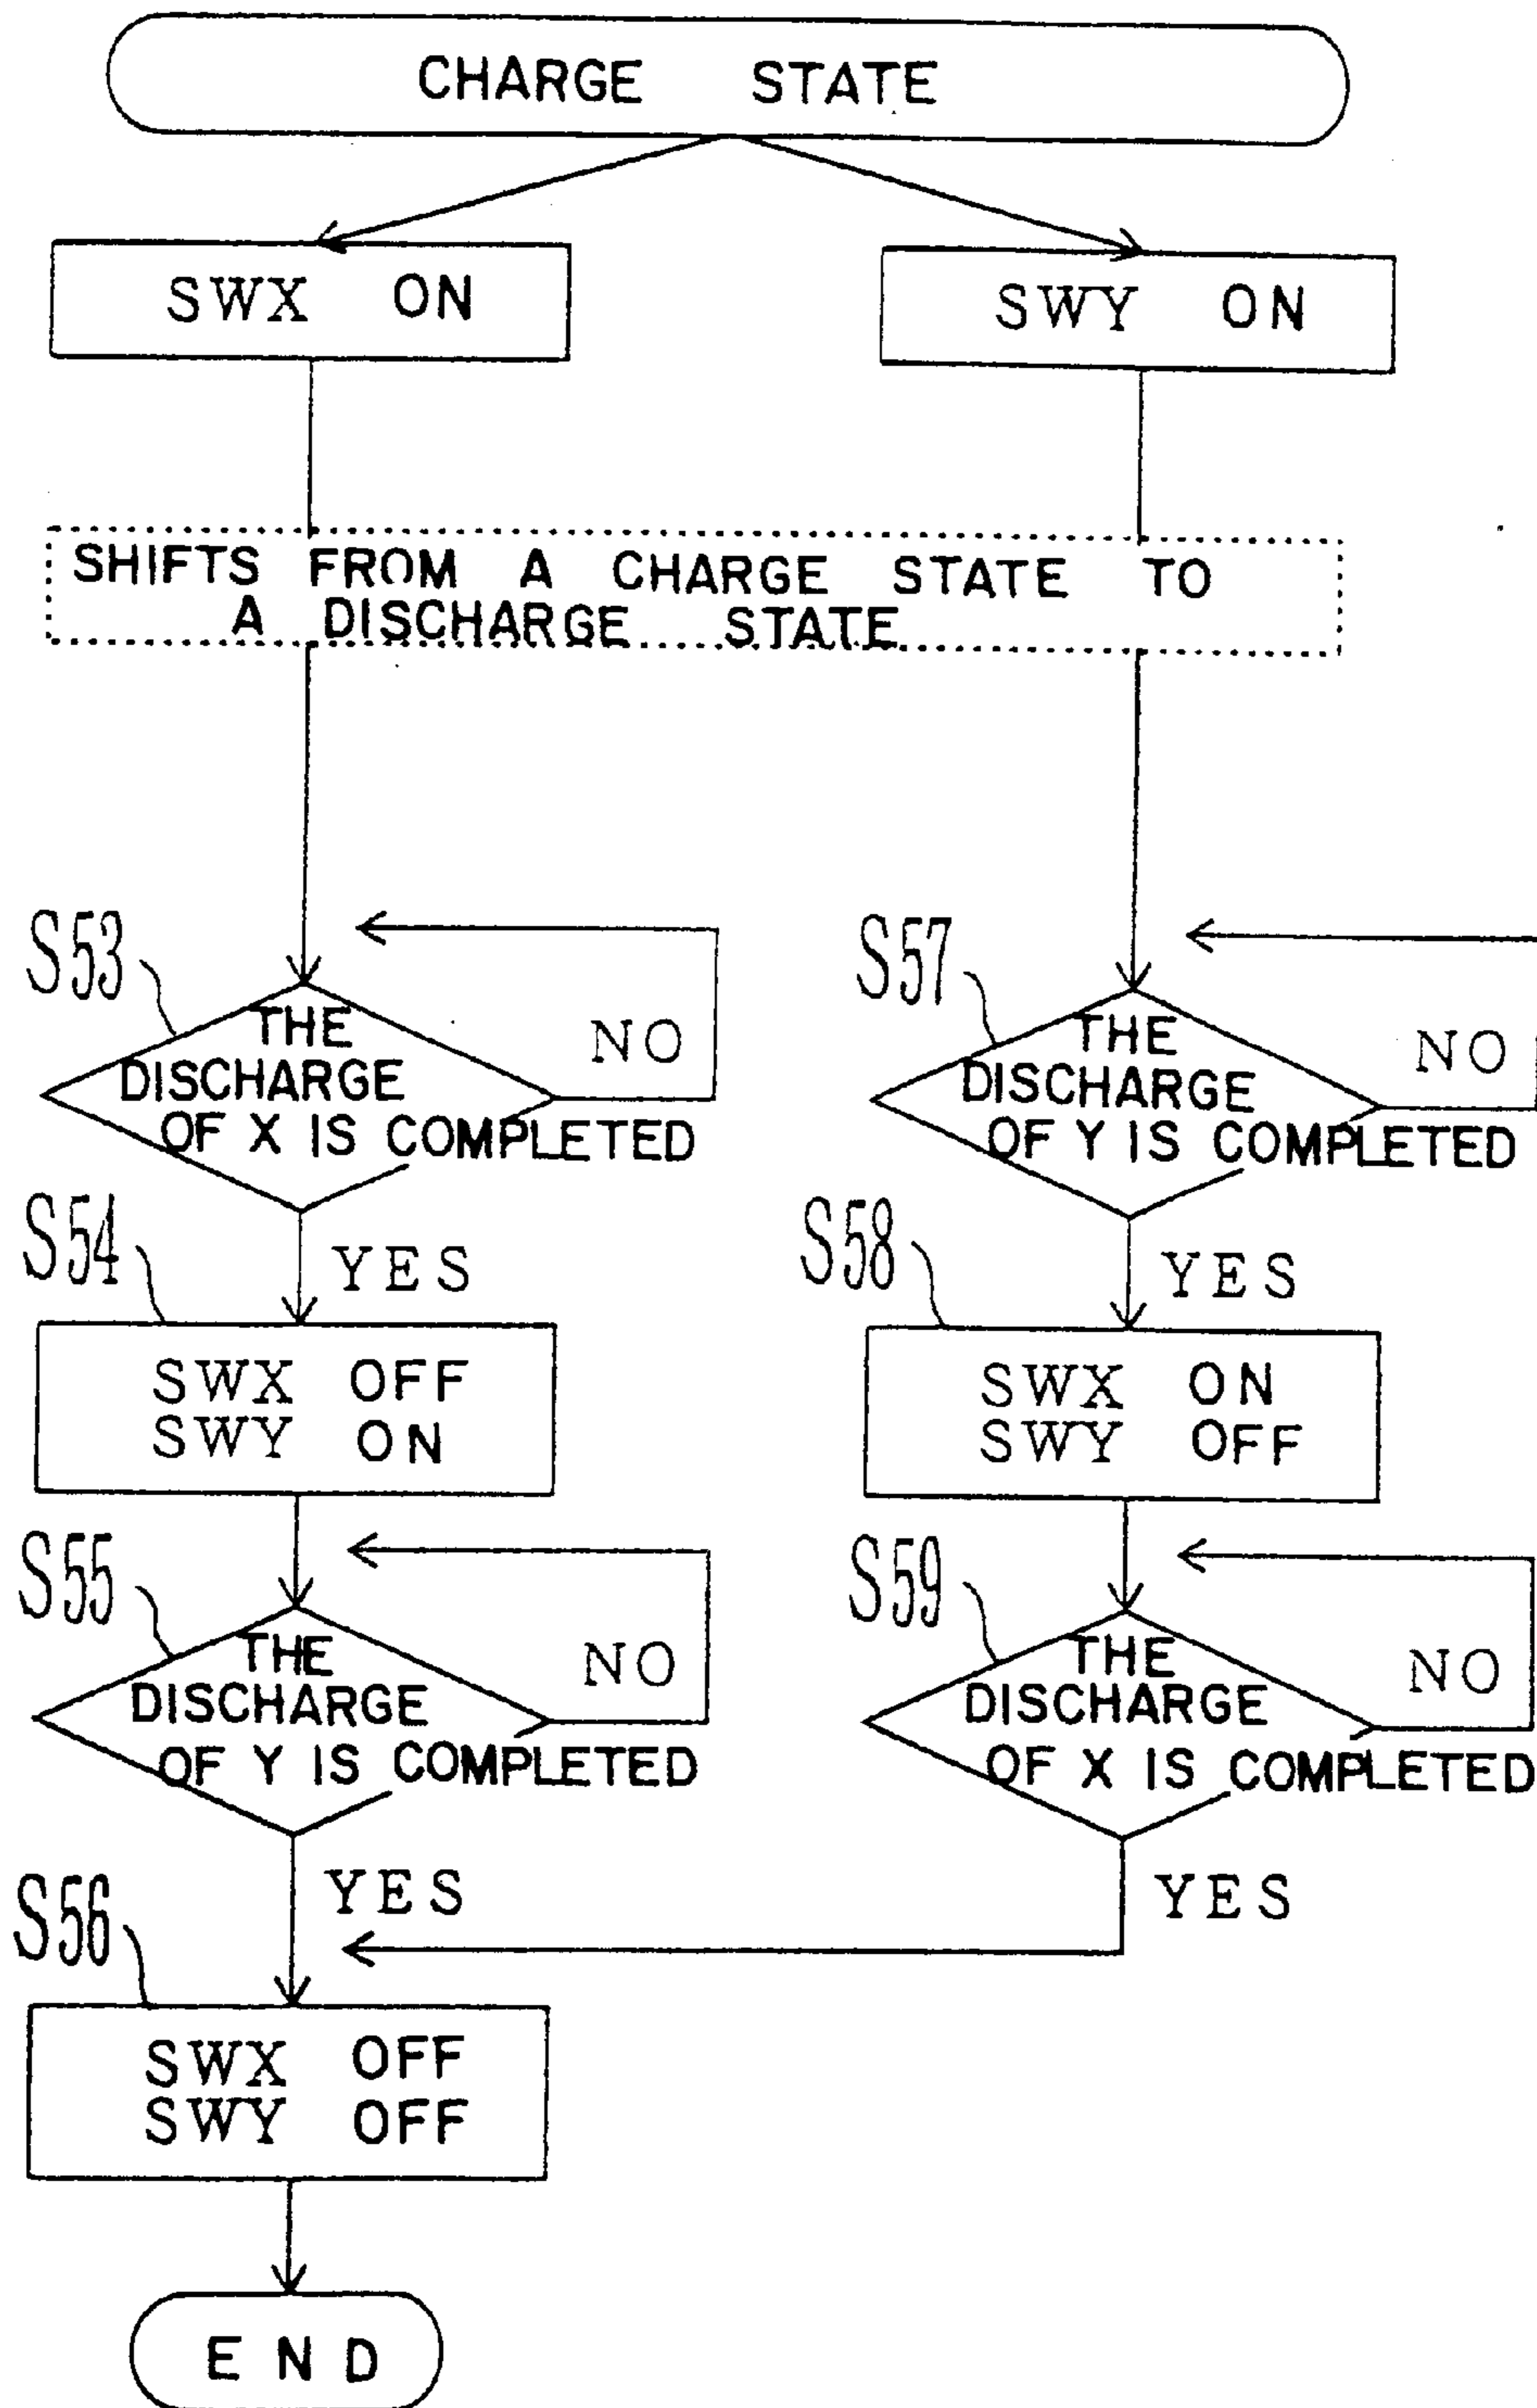 CHARGE STATE
SWX ON
SWY ON
SHIFTS FROM A CHARGE STATE TO
A DISCHARGE STATE
S53
THE
DISCHARGE
OF X IS COMPLETED
NO
YES
S54
SWX OFF
SWY ON
S55
THE
DISCHARGE
OF Y IS COMPLETED
NO
YES
S56
SWX OFF
SWY OFF
END
S57
THE
DISCHARGE
OF Y IS COMPLETED
NO
YES
S58
SWX ON
SWY OFF
S59
THE
DISCHARGE
OF X IS COMPLETED
NO
YES